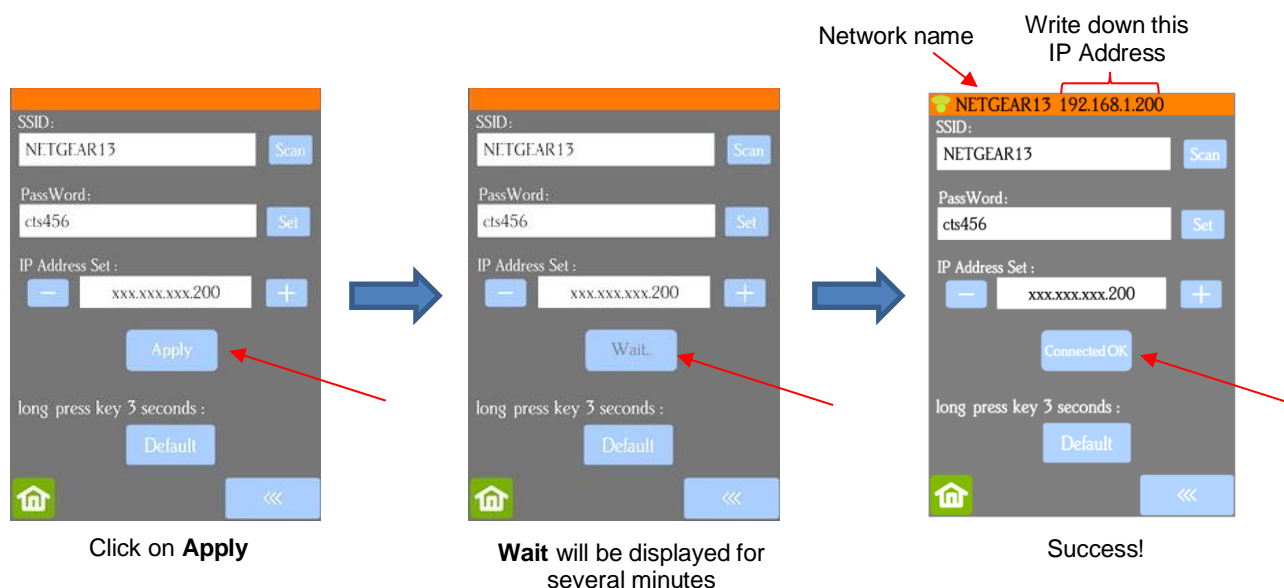 Network name
Write down this
IP Address
SSID:
NETGEAR13
Scan
PassWord:
cts456
Set
IP Address Set :
−
xxx.xxx.xxx.200
+
Apply
long press key 3 seconds :
Default
<<<
Click on Apply
SSID:
NETGEAR13
Scan
PassWord:
cts456
Set
IP Address Set :
−
xxx.xxx.xxx.200
+
Wait..
long press key 3 seconds :
Default
<<<
Wait will be displayed for
several minutes
NETGEAR13 192.168.1.200
SSID:
NETGEAR13
Scan
PassWord:
cts456
Set
IP Address Set :
−
xxx.xxx.xxx.200
+
Connected OK
long press key 3 seconds :
Default
<<<
Success!